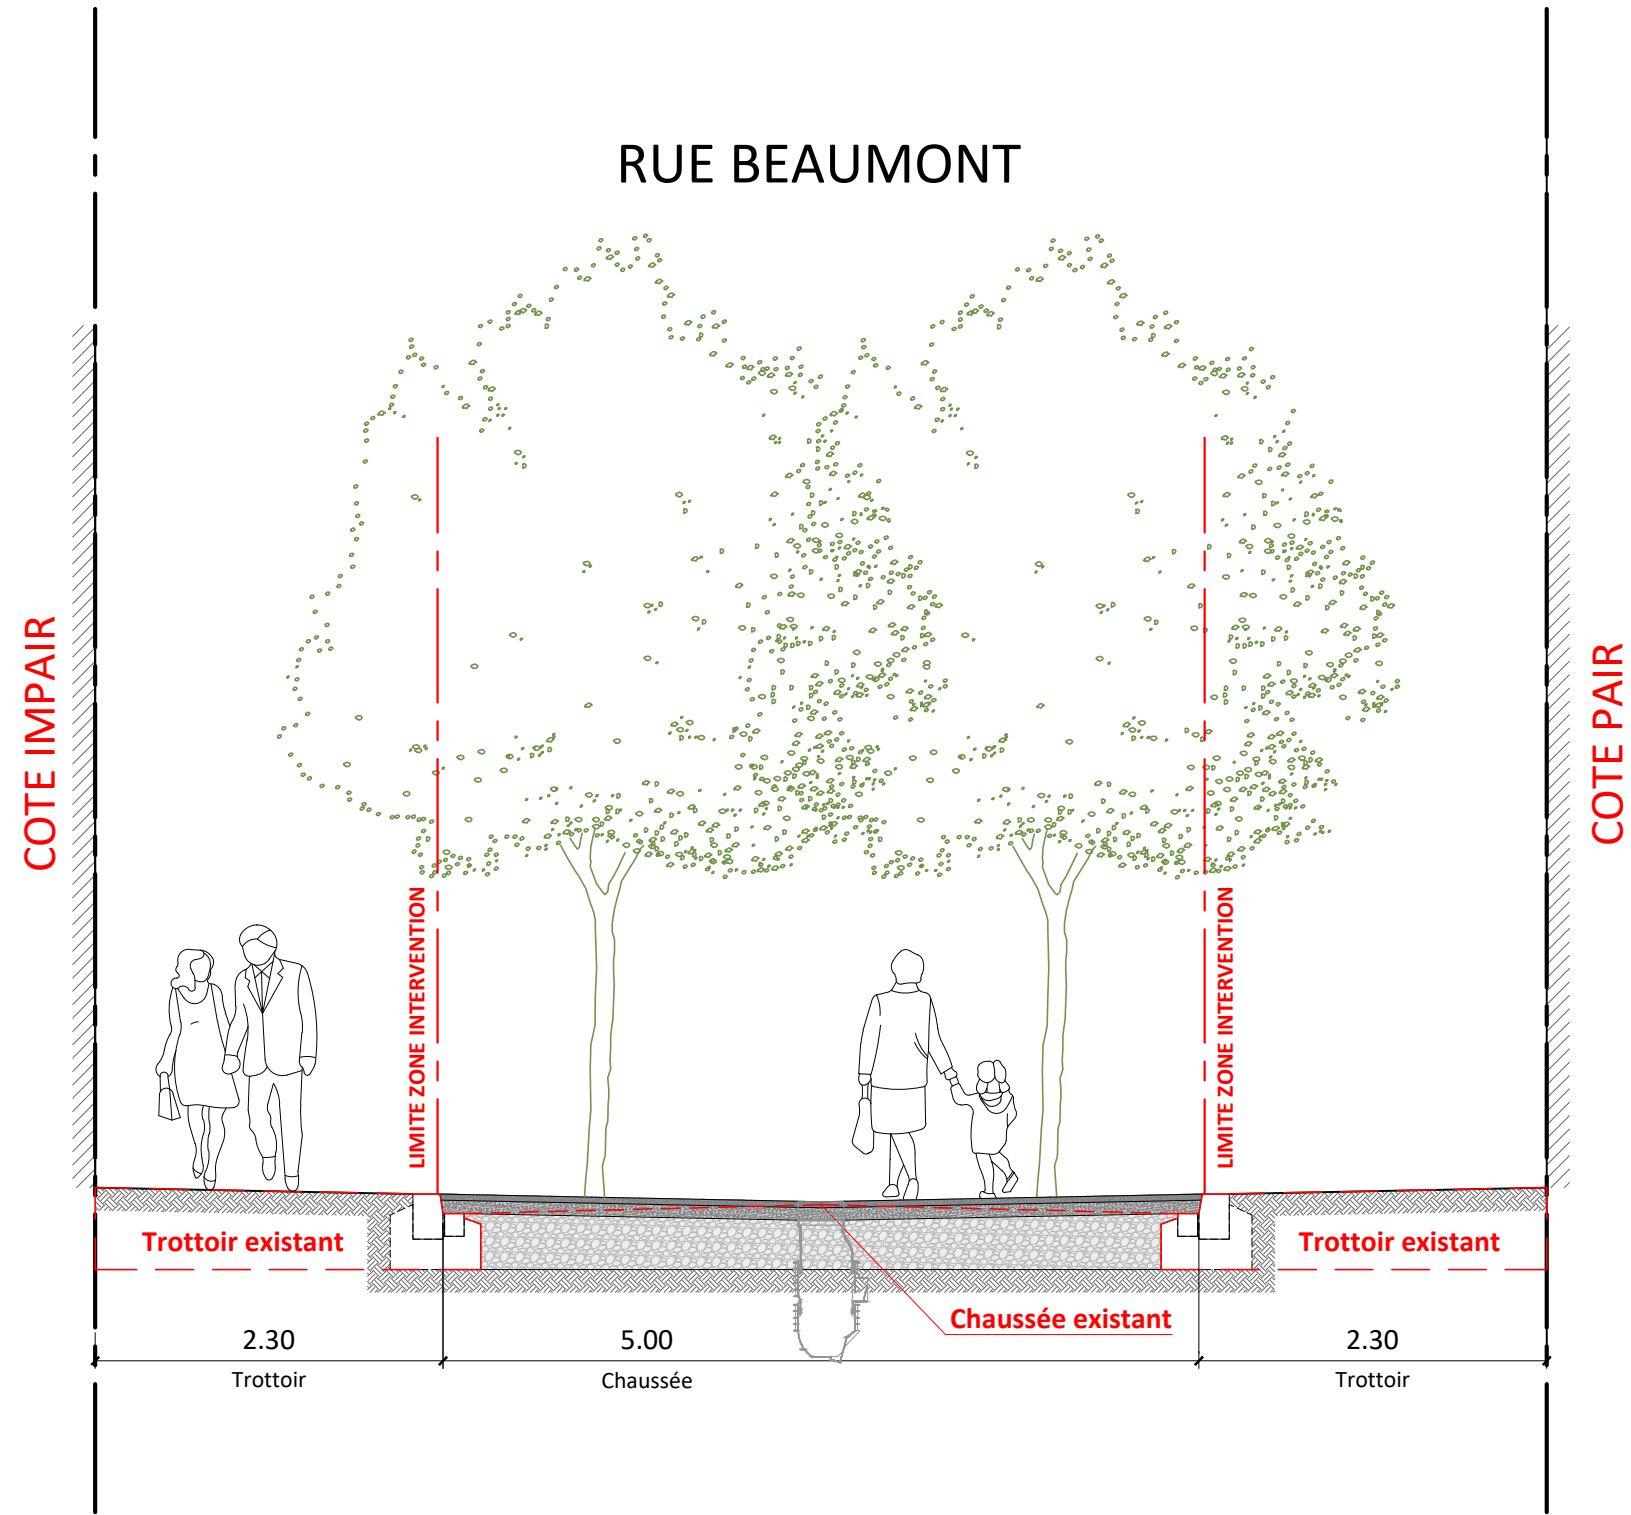 RUE BEAUMONT
COTE IMPAIR
COTE PAIR
LIMITE ZONE INTERVENTION
LIMITE ZONE INTERVENTION
Trottoir existant
Trottoir existant
Chaussée existant
2.30
5.00
2.30
Trottoir
Chaussée
Trottoir